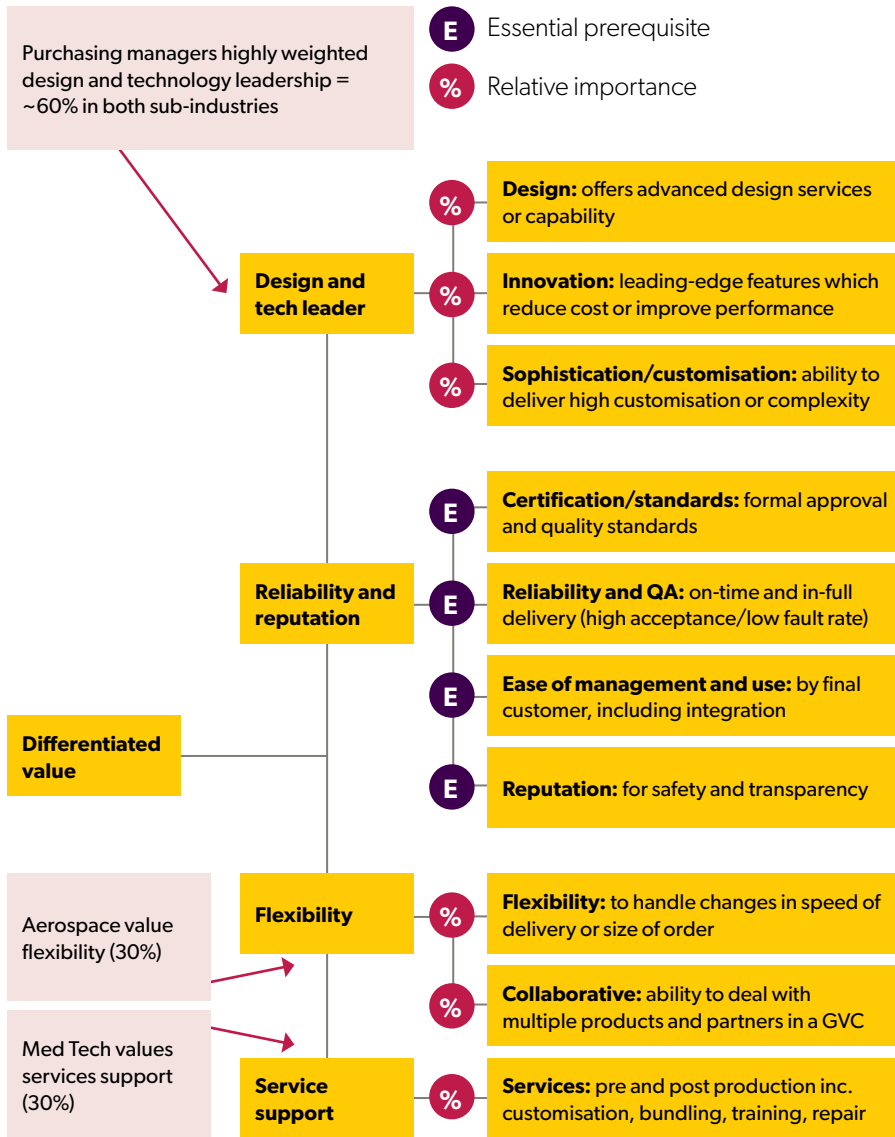 Purchasing managers highly weighted
design and technology leadership =
~60% in both sub-industries
E Essential prerequisite
% Relative importance
Design and
tech leader
%
Design: offers advanced design services
or capability
%
Innovation: leading-edge features which
reduce cost or improve performance
%
Sophistication/customisation: ability to
deliver high customisation or complexity
Reliability and
reputation
E
Certification/standards: formal approval
and quality standards
E
Reliability and QA: on-time and in-full
delivery (high acceptance/low fault rate)
E
Ease of management and use: by final
customer, including integration
E
Reputation: for safety and transparency
Differentiated
value
Aerospace value
flexibility (30%)
Flexibility
%
Flexibility: to handle changes in speed of
delivery or size of order
%
Collaborative: ability to deal with
multiple products and partners in a GVC
Med Tech values
services support
(30%)
Service
support
%
Services: pre and post production inc.
customisation, bundling, training, repair